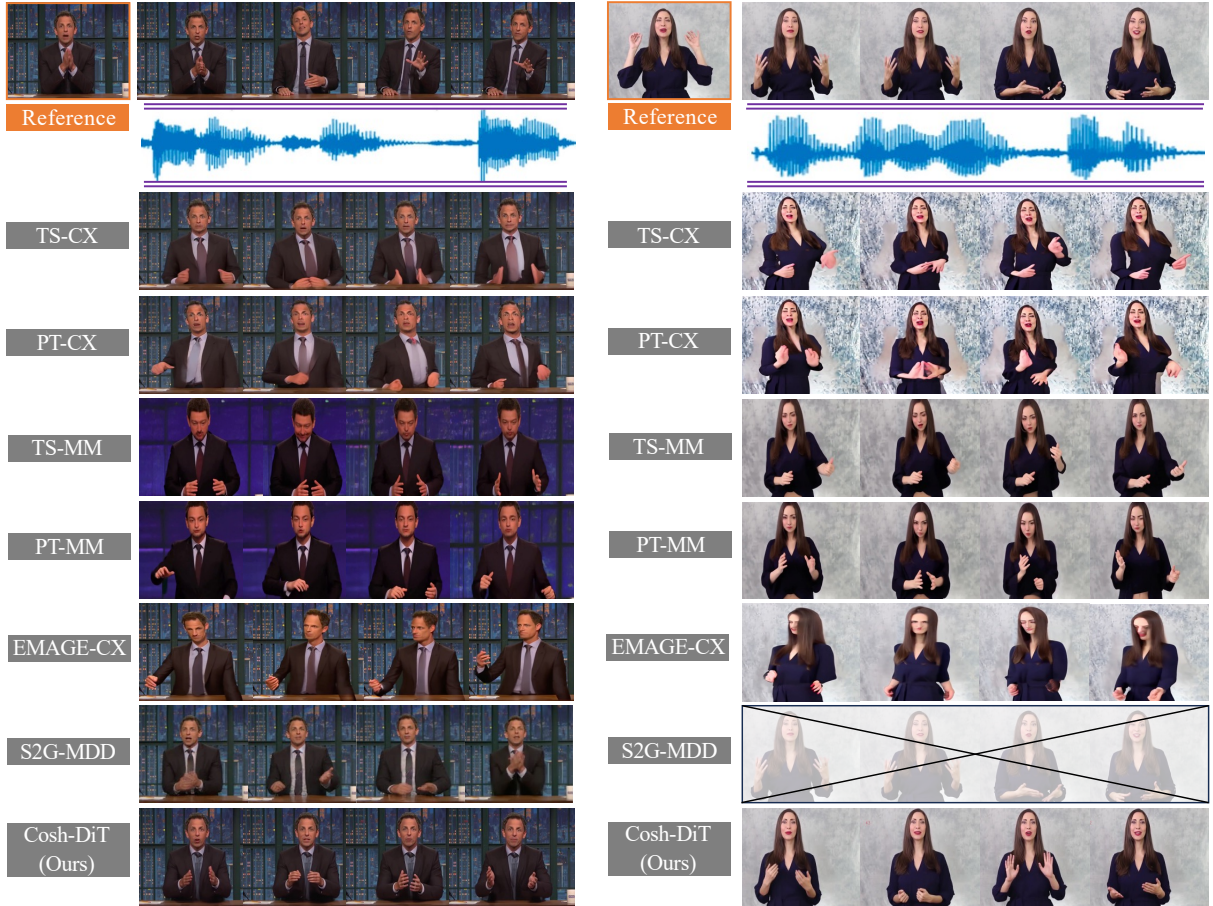 Reference
TS-CX
PT-CX
TS-MM
PT-MM
EMAGE-CX
S2G-MDD
Cosh-DiT
(Ours)
Reference
TS-CX
PT-CX
TS-MM
PT-MM
EMAGE-CX
S2G-MDD
Cosh-DiT
(Ours)